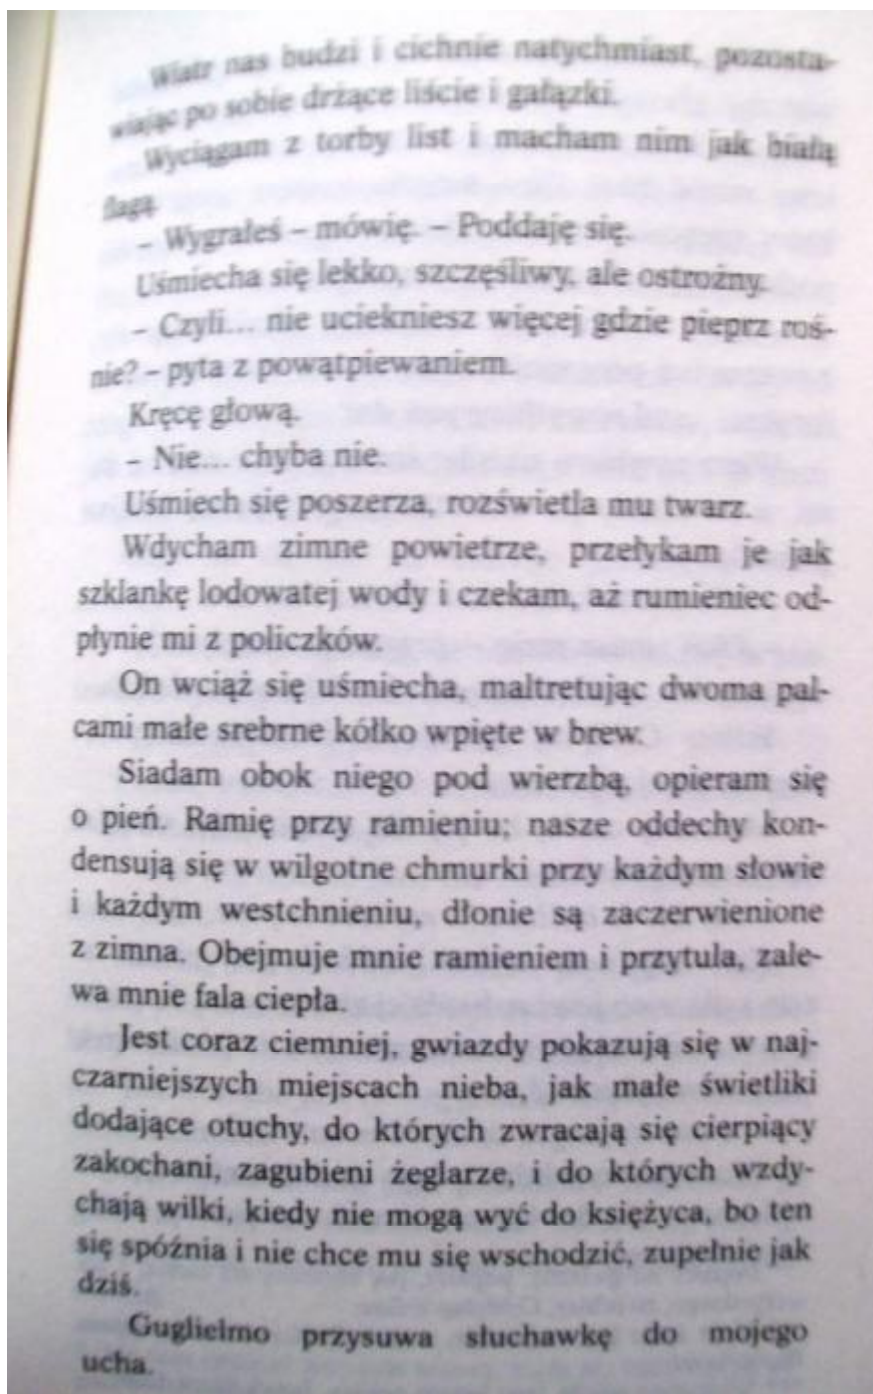 Wiatr nas budzi i cichnie natychmiast, pozosta-
wiając po sobie drżące liście i gałązki.
Wyciągam z torby list i macham nim jak białą
flagą.
– Wygrałeś – mówię. – Poddaję się.
Uśmiecha się lekko, szczęśliwy, ale ostrożny.
– Czyli... nie uciekniesz więcej gdzie pieprz roś-
nie? – pyta z powątpiewaniem.
Kręcę głową.
– Nie... chyba nie.
Uśmiech się poszerza, rozświetla mu twarz.
Wdycham zimne powietrze, przełykam je jak
szklankę lodowatej wody i czekam, aż rumieniec od-
płynie mi z policzków.
On wciąż się uśmiecha, maltretując dwoma pal-
cami małe srebrne kółko wpięte w brew.
Siadam obok niego pod wierzbą, opieram się
o pień. Ramię przy ramieniu; nasze oddechy kon-
densują się w wilgotne chmurki przy każdym słowie
i każdym westchnieniu, dłonie są zaczerwienione
z zimna. Obejmuje mnie ramieniem i przytula, zale-
wa mnie fala ciepła.
Jest coraz ciemniej, gwiazdy pokazują się w naj-
czarniejszych miejscach nieba, jak małe świetliki
dodające otuchy, do których zwracają się cierpiący
zakochani, zagubieni żeglarze, i do których wzdy-
chają wilki, kiedy nie mogą wyć do księżyca, bo ten
się spóźnia i nie chce mu się wschodzić, zupełnie jak
dziś.
Guglielmo przysuwa słuchawkę do mojego
ucha.